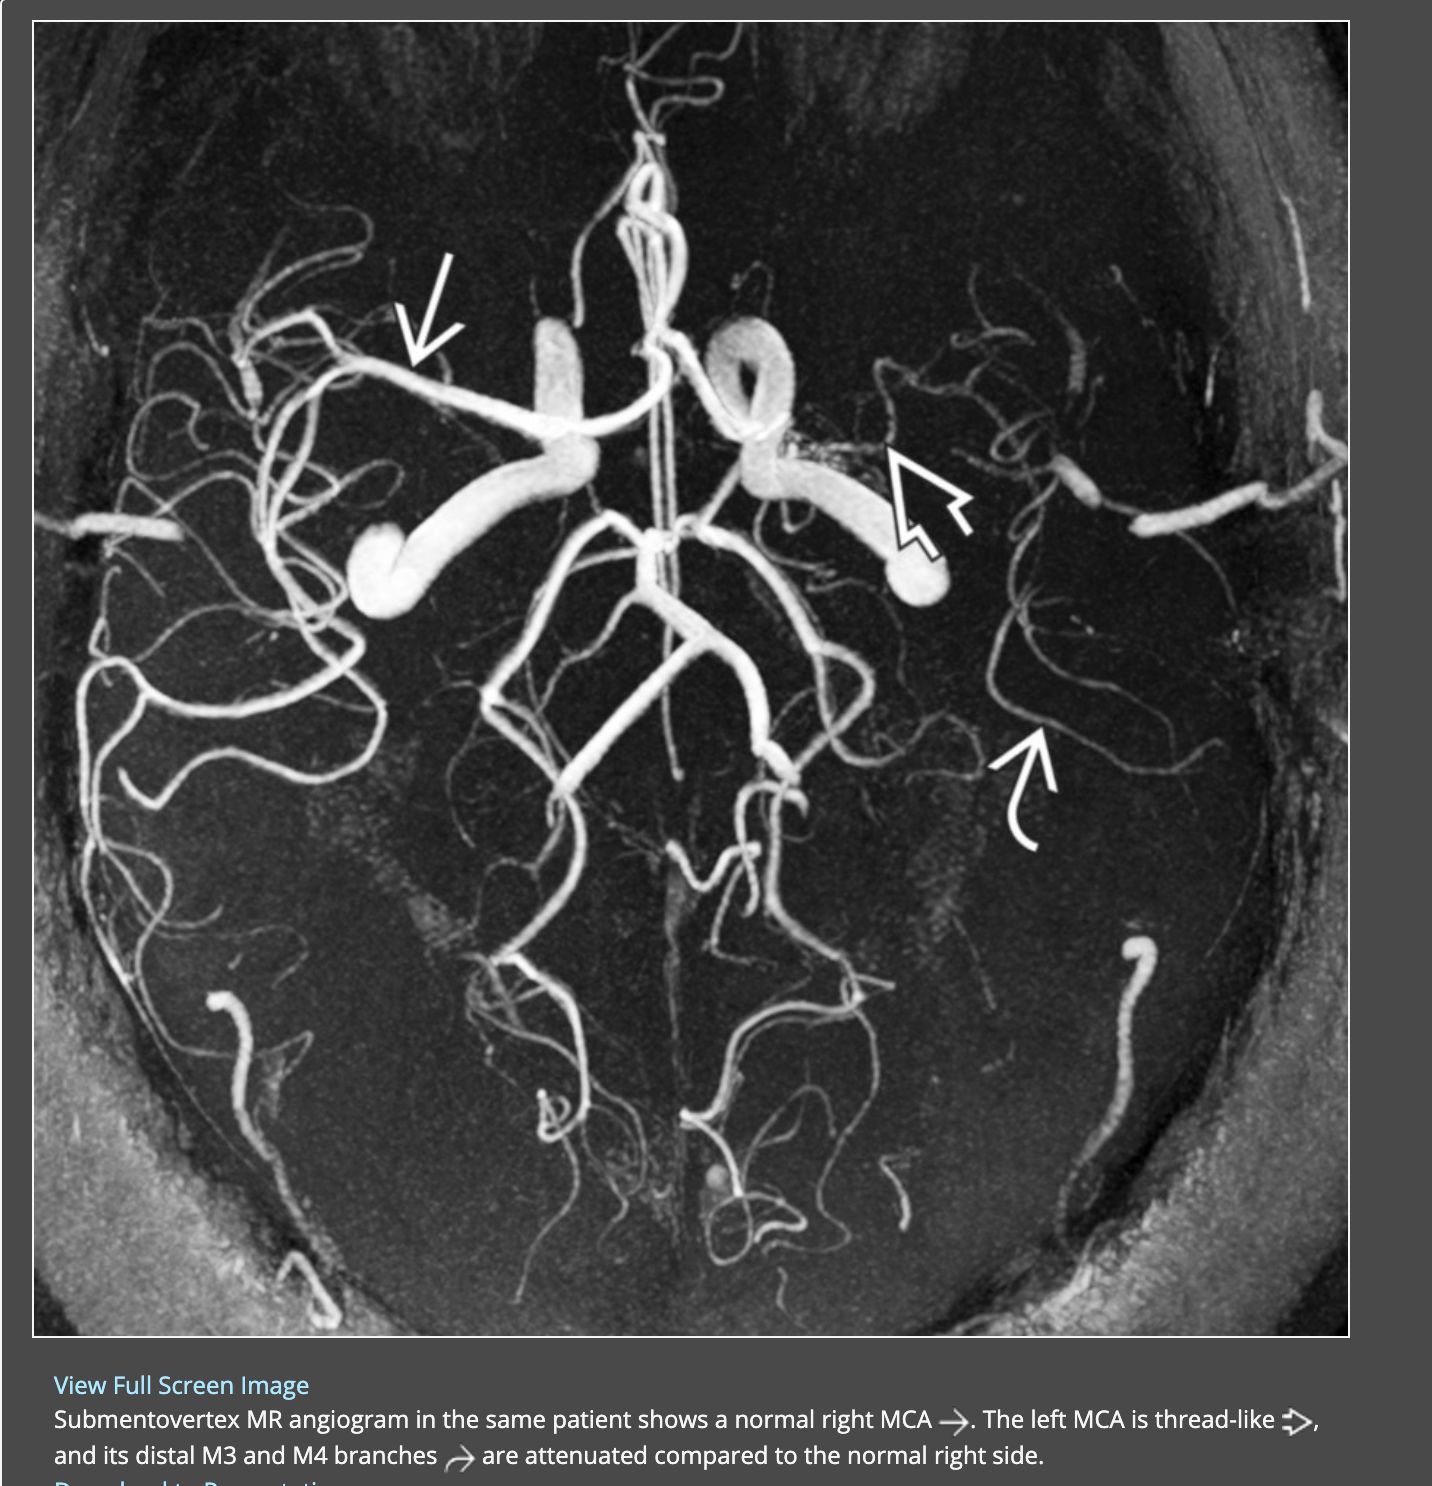 View Full Screen Image
Submentovertex MR angiogram in the same patient shows a normal right MCA →. The left MCA is thread-like ,
and its distal M3 and M4 branches are attenuated compared to the normal right side.